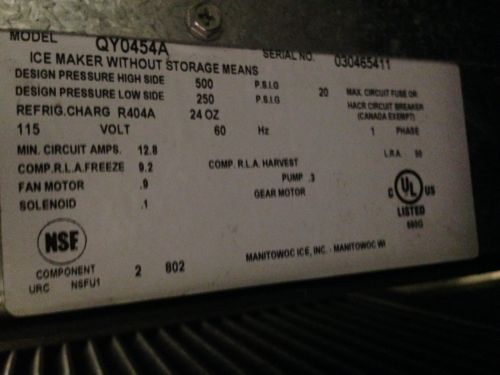 MODEL QY0454A SERIAL NO. 030465411
ICE MAKER WITHOUT STORAGE MEANS
DESIGN PRESSURE HIGH SIDE 500 P.S.I.G 20 MAX. CIRCUIT FUSE OR
DESIGN PRESSURE LOW SIDE 250 P.S.I.G HACR CIRCUIT BREAKER
REFRIG.CHARG R404A 24 OZ (CANADA EXEMPT)
115 VOLT 60 Hz 1 PHASE
MIN. CIRCUIT AMPS. 12.8 L.R.A. 50
COMP.R.L.A.FREEZE 9.2 COMP. R.L.A. HARVEST
FAN MOTOR .9 PUMP .3
SOLENOID .1 GEAR MOTOR
C UL US
LISTED
NSF
COMPONENT 2 802 MANITOWOC ICE, INC. - MANITOWOC WI
URC NSFU1